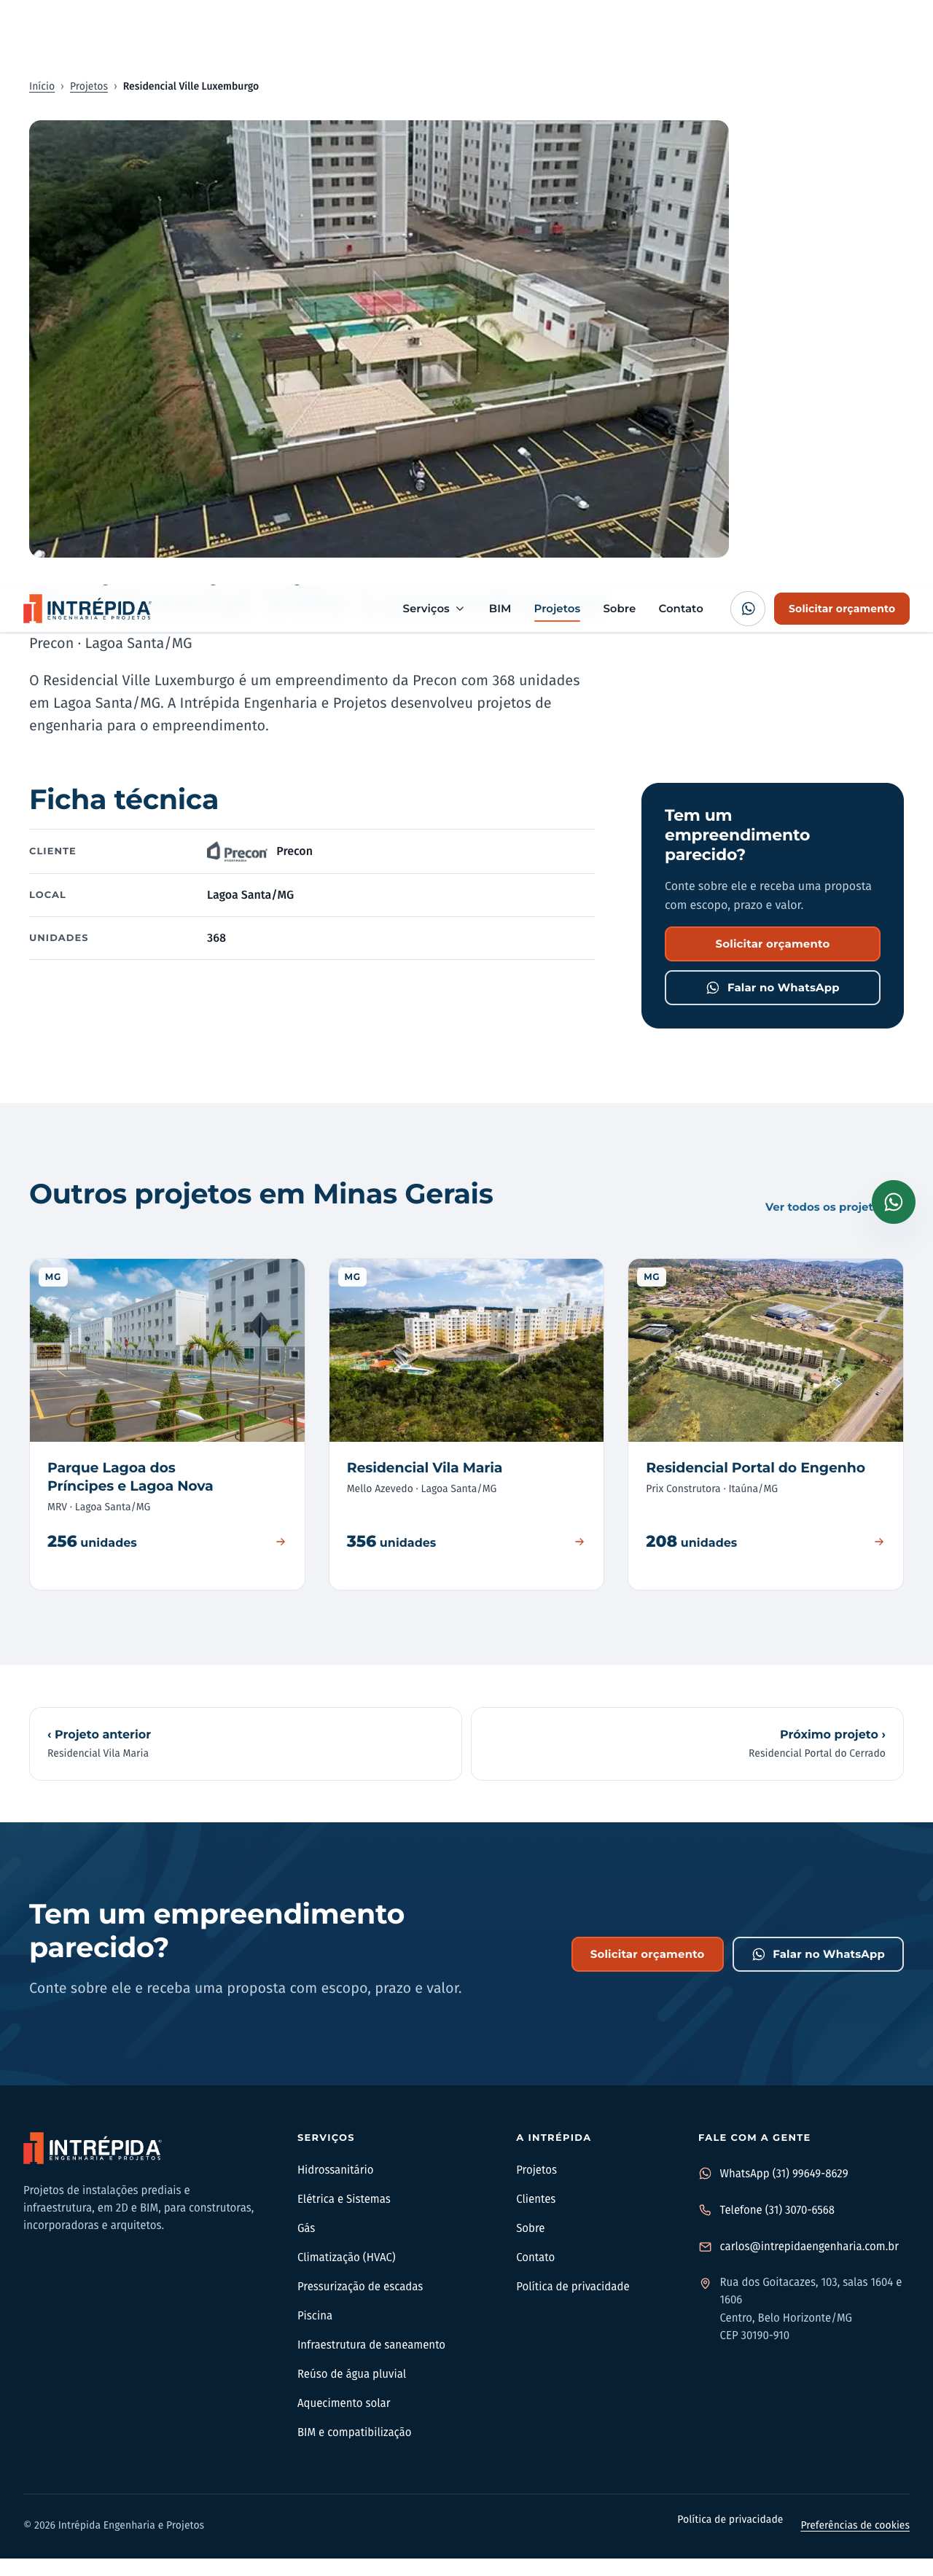 Início › Projetos › Residencial Ville Luxemburgo
INTRÉPIDA
ENGENHARIA E PROJETOS
Serviços
BIM
Projetos
Sobre
Contato
Solicitar orçamento
Precon · Lagoa Santa/MG
O Residencial Ville Luxemburgo é um empreendimento da Precon com 368 unidades
em Lagoa Santa/MG. A Intrépida Engenharia e Projetos desenvolveu projetos de
engenharia para o empreendimento.
Ficha técnica
CLIENTE
Precon
Precon
LOCAL
Lagoa Santa/MG
UNIDADES
368
Tem um
empreendimento
parecido?
Conte sobre ele e receba uma proposta
com escopo, prazo e valor.
Solicitar orçamento
Falar no WhatsApp
Outros projetos em Minas Gerais
Ver todos os projet
MG
Parque Lagoa dos
Príncipes e Lagoa Nova
MRV · Lagoa Santa/MG
256 unidades
MG
Residencial Vila Maria
Mello Azevedo · Lagoa Santa/MG
356 unidades
MG
Residencial Portal do Engenho
Prix Construtora · Itaúna/MG
208 unidades
‹ Projeto anterior
Residencial Vila Maria
Próximo projeto ›
Residencial Portal do Cerrado
Tem um empreendimento
parecido?
Conte sobre ele e receba uma proposta com escopo, prazo e valor.
Solicitar orçamento
Falar no WhatsApp
INTRÉPIDA
ENGENHARIA E PROJETOS
Projetos de instalações prediais e
infraestrutura, em 2D e BIM, para construtoras,
incorporadoras e arquitetos.
SERVIÇOS
Hidrossanitário
Elétrica e Sistemas
Gás
Climatização (HVAC)
Pressurização de escadas
Piscina
Infraestrutura de saneamento
Reúso de água pluvial
Aquecimento solar
BIM e compatibilização
A INTRÉPIDA
Projetos
Clientes
Sobre
Contato
Política de privacidade
FALE COM A GENTE
WhatsApp (31) 99649-8629
Telefone (31) 3070-6568
carlos@intrepidaengenharia.com.br
Rua dos Goitacazes, 103, salas 1604 e
1606
Centro, Belo Horizonte/MG
CEP 30190-910
© 2026 Intrépida Engenharia e Projetos
Política de privacidade
Preferências de cookies